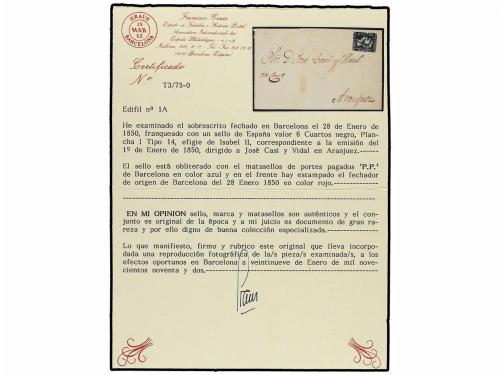 Francisco Graus
Experto en Filatelia - Historia Postal
GRAUS
15
MAR
52
BARCELONA
Certificado
No T3/75-0
Aranjuez
Edifil nº 1A
He examinado el sobrescrito fechado en Barcelona el 28 de Enero de
1850, franqueado con un sello de España valor 6 Cuartos negro, Plan-
cha I Tipo 14, efigie de Isabel II, correspondiente a la emisión del
1º de Enero de 1850, dirigido a José Casi y Vidal en Aranjuez.------
El sello está obliterado con el matasellos de portes pagados 'P.P.'
de Barcelona en color azul y en el frente hay estampado el fechador
de origen de Barcelona del 28 Enero 1850 en color rojo. ------------
EN MI OPINION sello, marca y matasellos son auténticos y el con-
junto es original de la época y a mi juicio es documento de gran ra-
reza y por ello digno de buena colección especializada.-------------
Lo que manifiesto, firmo y rubrico este original que lleva incorpo-
rada una reproducción fotográfica de la/s pieza/s examinada/s, a los
efectos oportunos en Barcelona a veintinueve de Enero de mil nove-
cientos noventa y dos.